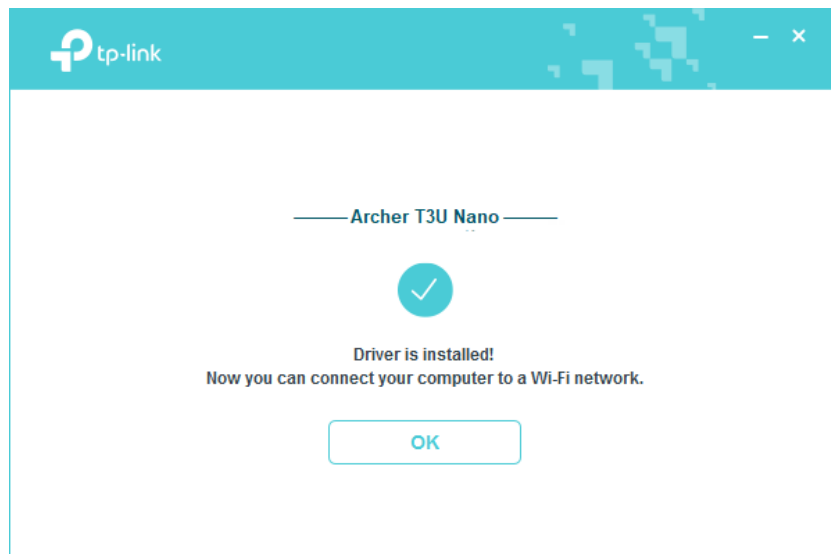 tp-link
Archer T3U Nano
Driver is installed!
Now you can connect your computer to a Wi-Fi network.
OK